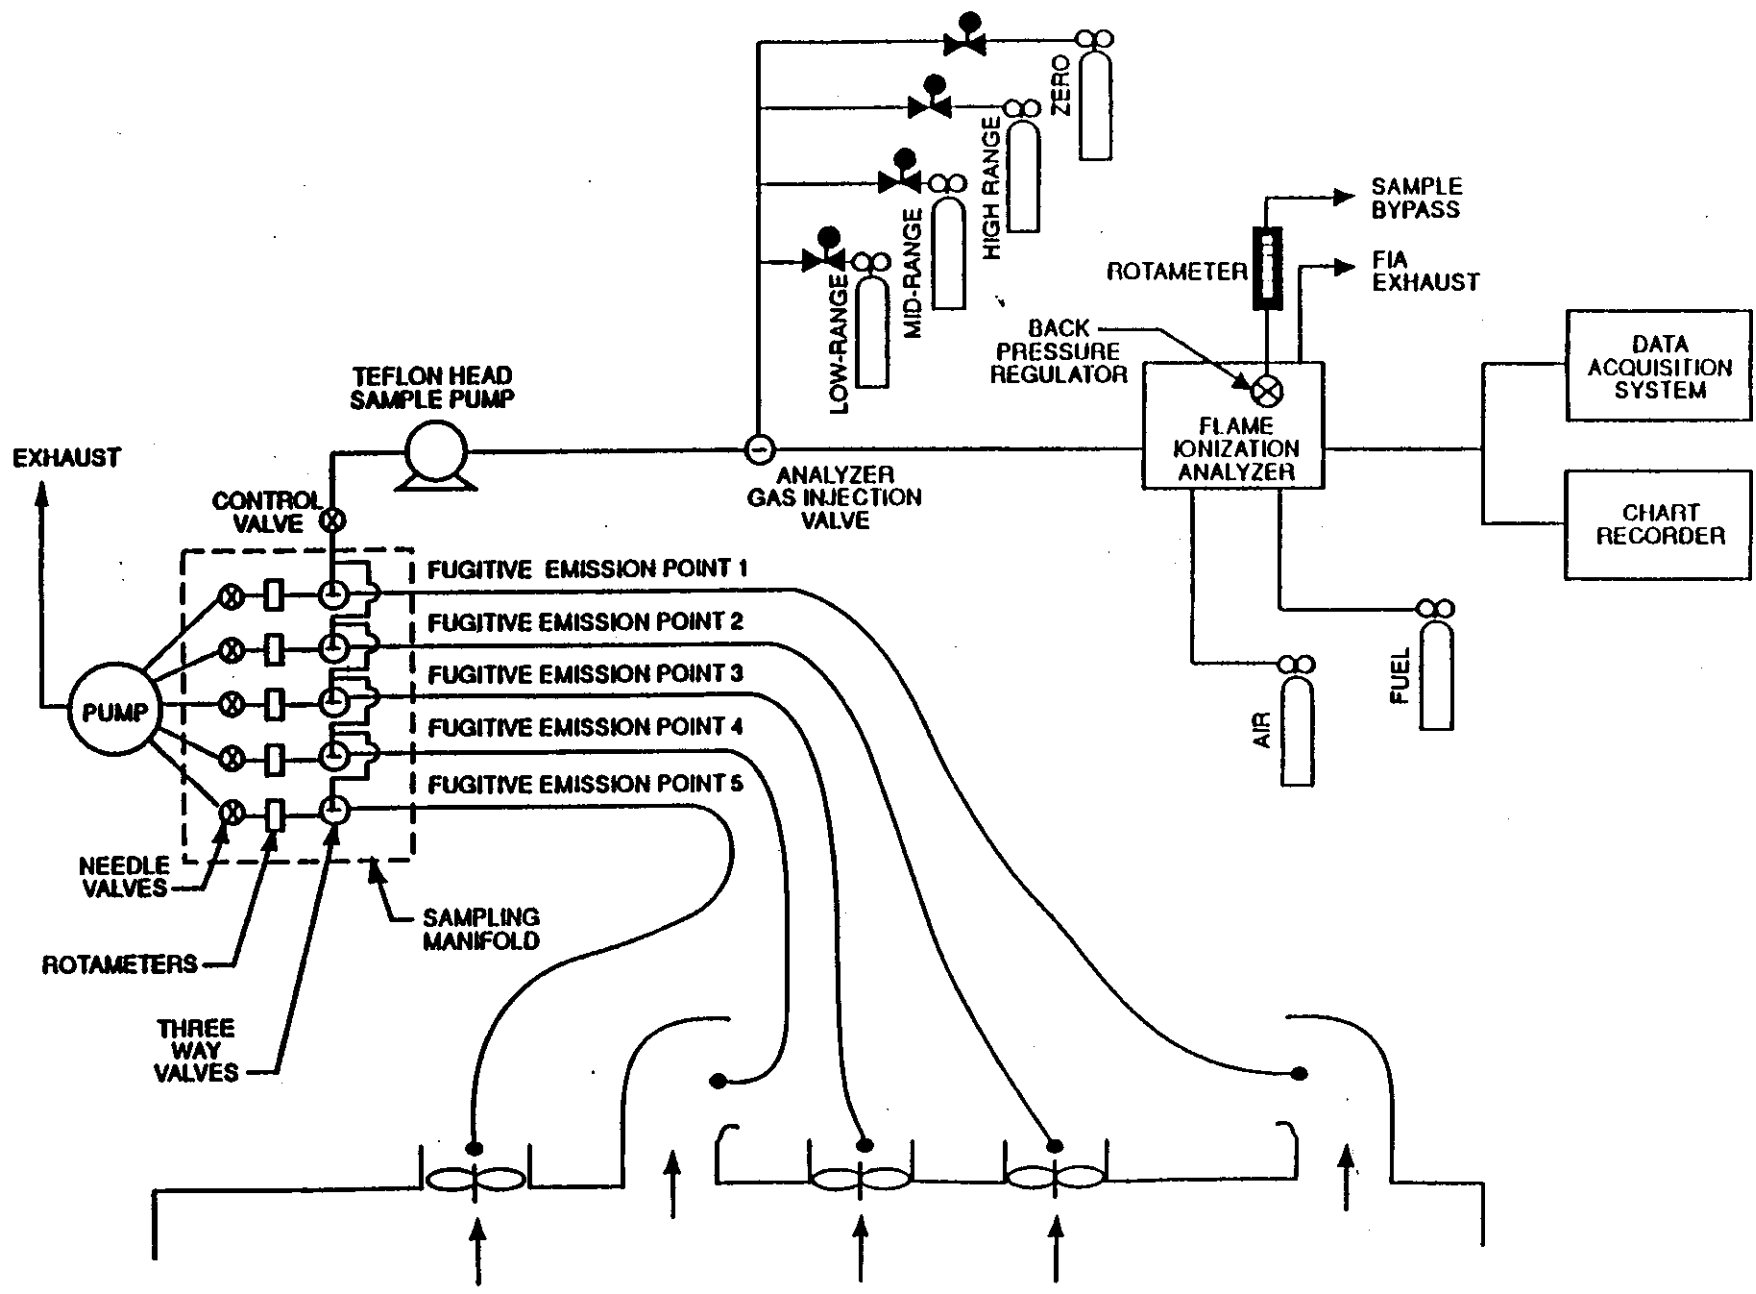 ZERO
HIGH RANGE
MID-RANGE
LOW-RANGE
SAMPLE
BYPASS
ROTAMETER
FIA
EXHAUST
BACK
PRESSURE
REGULATOR
DATA
ACQUISITION
SYSTEM
TEFLON HEAD
SAMPLE PUMP
FLAME
IONIZATION
ANALYZER
EXHAUST
ANALYZER
GAS INJECTION
VALVE
CONTROL
VALVE
CHART
RECORDER
FUGITIVE EMISSION POINT 1
FUGITIVE EMISSION POINT 2
FUGITIVE EMISSION POINT 3
FUGITIVE EMISSION POINT 4
FUGITIVE EMISSION POINT 5
PUMP
FUEL
AIR
NEEDLE
VALVES
SAMPLING
MANIFOLD
ROTAMETERS
THREE
WAY
VALVES